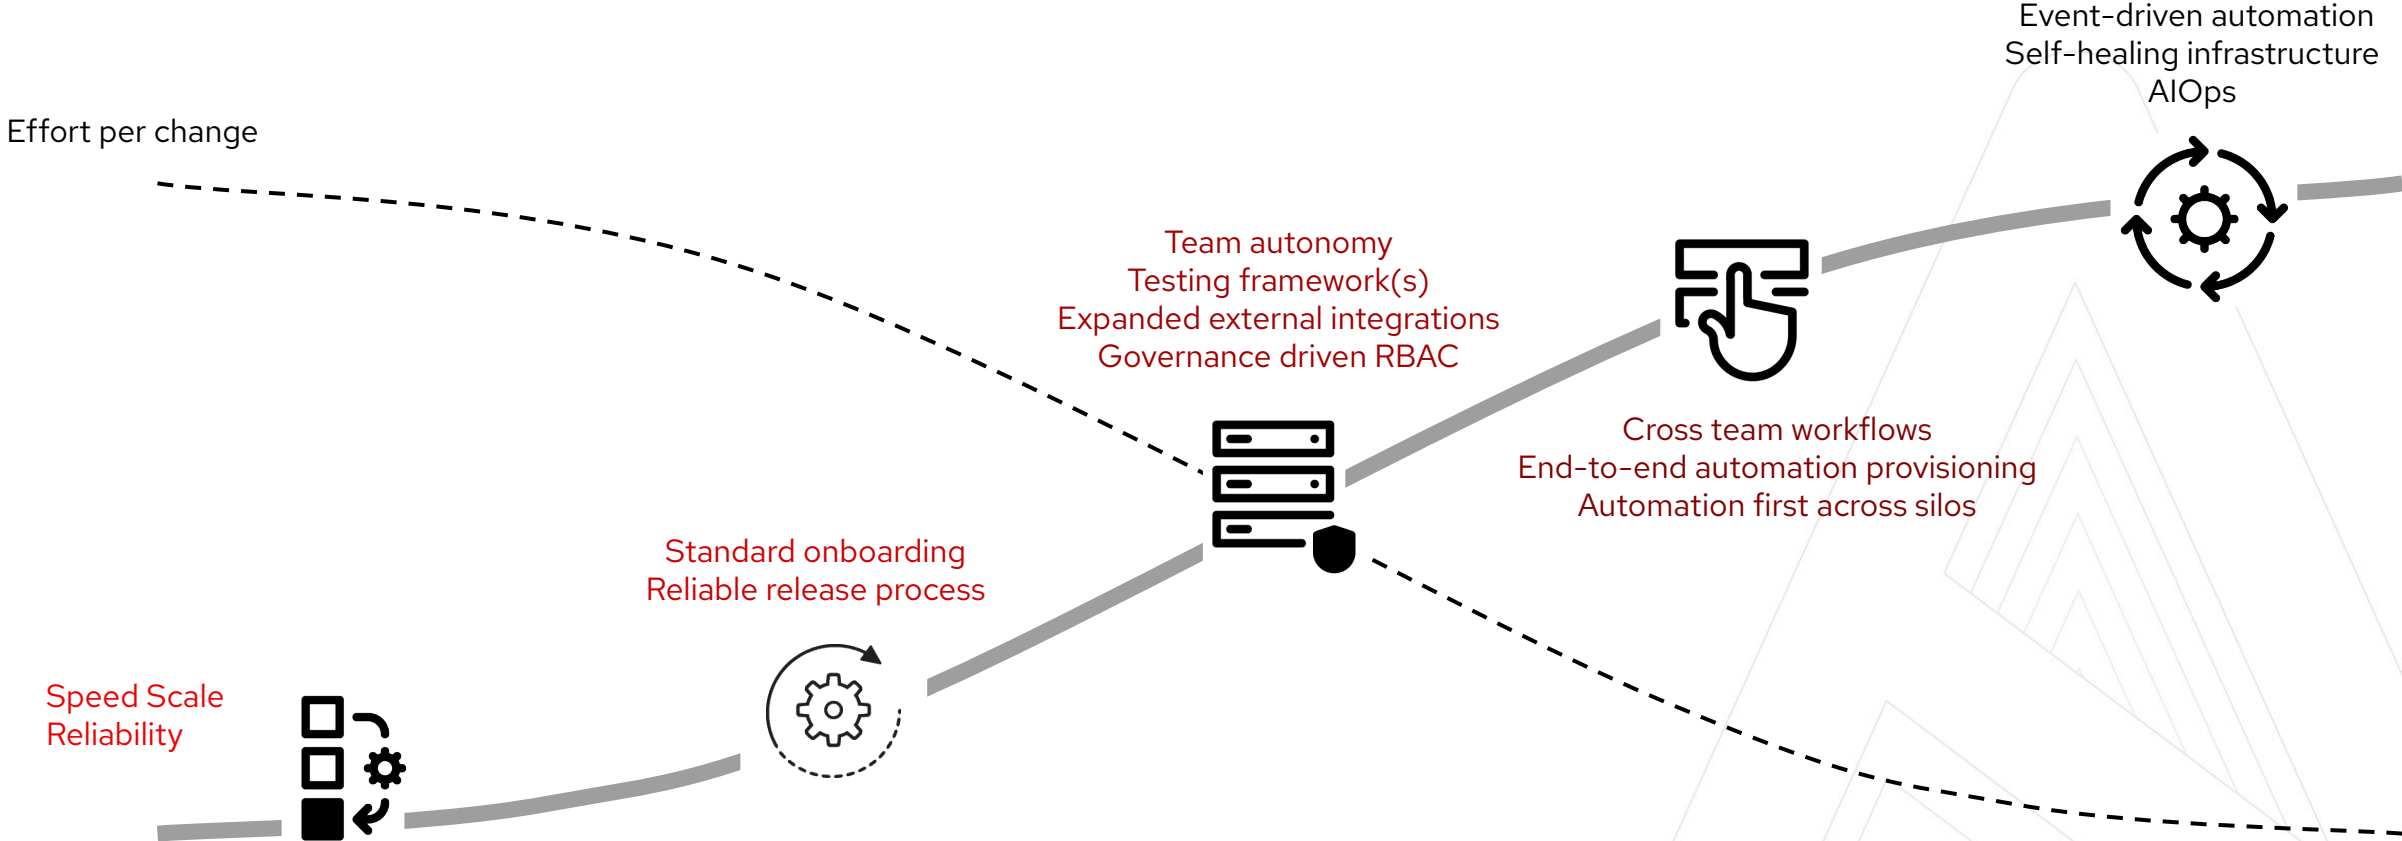 Event-driven automation
Self-healing infrastructure
AIOps
Effort per change
Team autonomy
Testing framework(s)
Expanded external integrations
Governance driven RBAC
Cross team workflows
End-to-end automation provisioning
Automation first across silos
Standard onboarding
Reliable release process
Speed Scale
Reliability